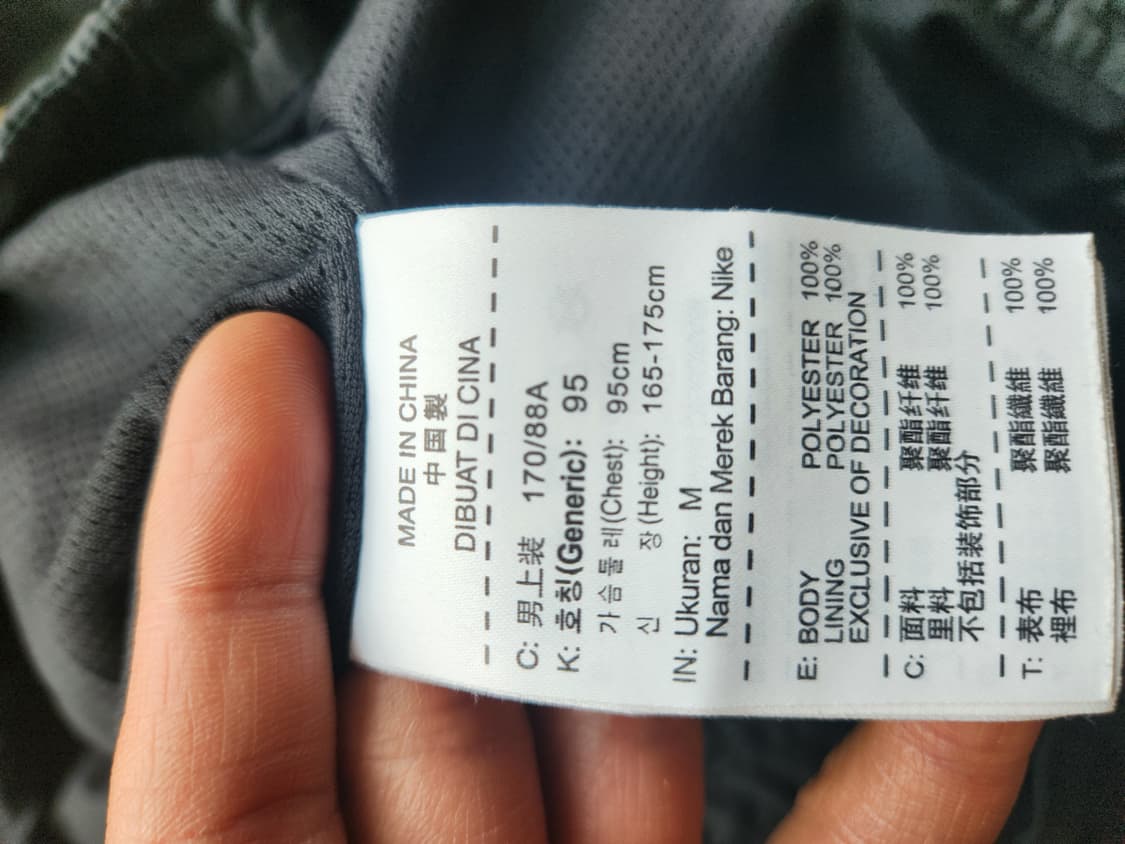 MADE IN CHINA
中国製
DIBUAT DI CINA
C: 男上装 170/88A
K: 호칭(Generic): 95
가슴둘레(Chest): 95cm
신 장(Height): 165-175cm
IN: Ukuran: M
Nama dan Merek Barang: Nike
E: BODY POLYESTER 100%
LINING POLYESTER 100%
EXCLUSIVE OF DECORATION
C: 面料 聚酯纤维 100%
里料 聚酯纤维 100%
不包括装饰部分
T: 表布 聚酯纖維 100%
裡布 聚酯纖維 100%